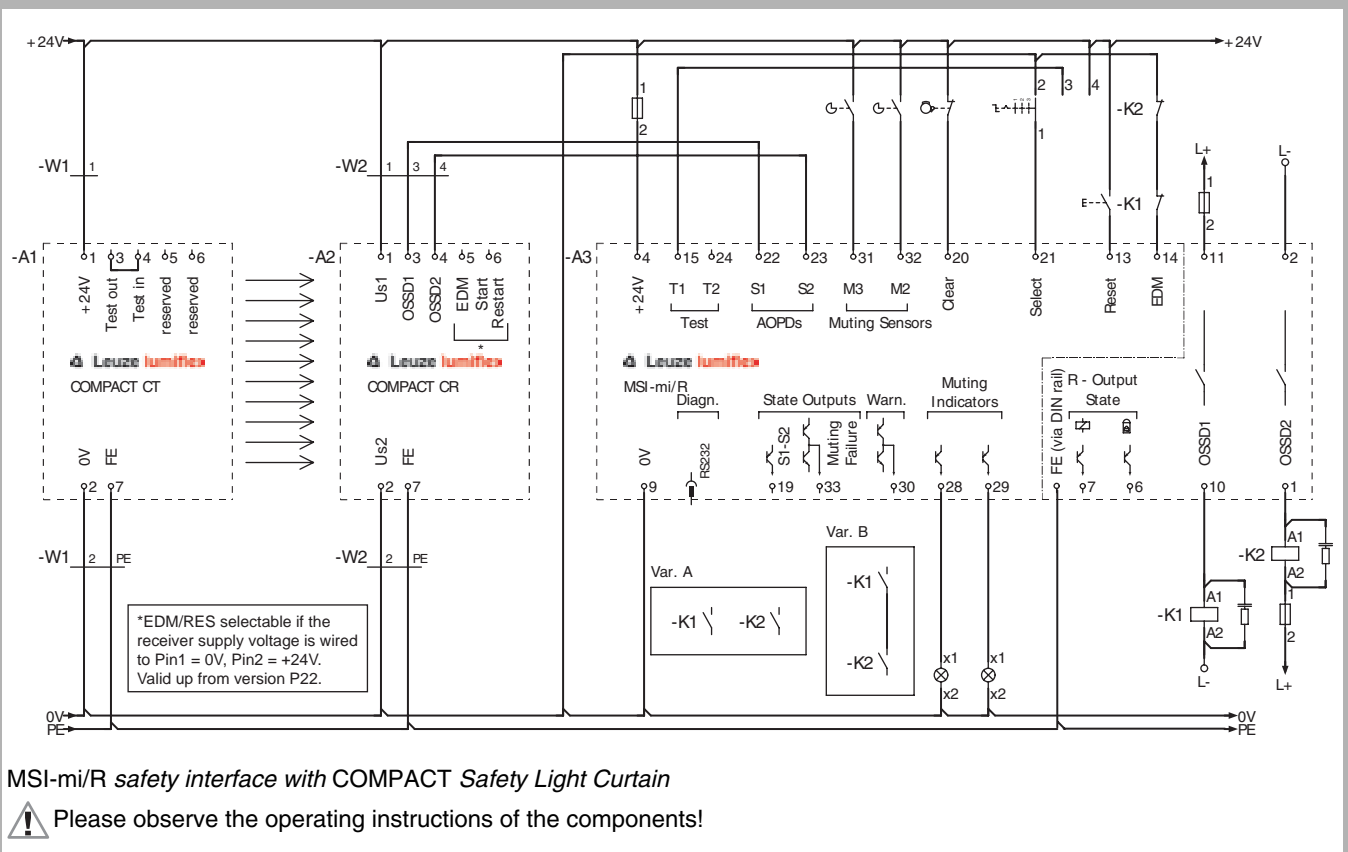 +24V
+24V
1
2
2
3
4
1
-K2
-W1
1
-W2
1
3
4
L+
L-
1
2
E
-K1
-A1
1
3
4
5
6
-A2
1
3
4
5
6
-A3
4
15
24
22
23
31
32
20
21
13
14
11
2
+24V
Test out
Test in
reserved
reserved
Us1
OSSD1
OSSD2
EDM
Start
Restart
*
+24V
T1
T2
S1
S2
M3
M2
Clear
Select
Reset
EDM
Test
AOPDs
Muting Sensors
Leuze lumiflex
COMPACT CT
Leuze lumiflex
COMPACT CR
Leuze lumiflex
MSI-mi/R
Diagn.
State Outputs
Warn.
Muting
Indicators
R - Output
State
0V
FE
Us2
FE
0V
RS232
S1-S2
Muting
Failure
FE (via DIN rail)
OSSD1
OSSD2
2
7
2
7
9
19
33
30
28
29
7
6
10
1
-W1
2
PE
-W2
2
PE
Var. A
-K1
-K2
Var. B
-K1
-K2
-K2
A1
A2
1
2
L+
-K1
A1
A2
L-
x1
x2
x1
x2
*EDM/RES selectable if the
receiver supply voltage is wired
to Pin1 = 0V, Pin2 = +24V.
Valid up from version P22.
0V
PE
0V
PE
MSI-mi/R safety interface with COMPACT Safety Light Curtain
Please observe the operating instructions of the components!